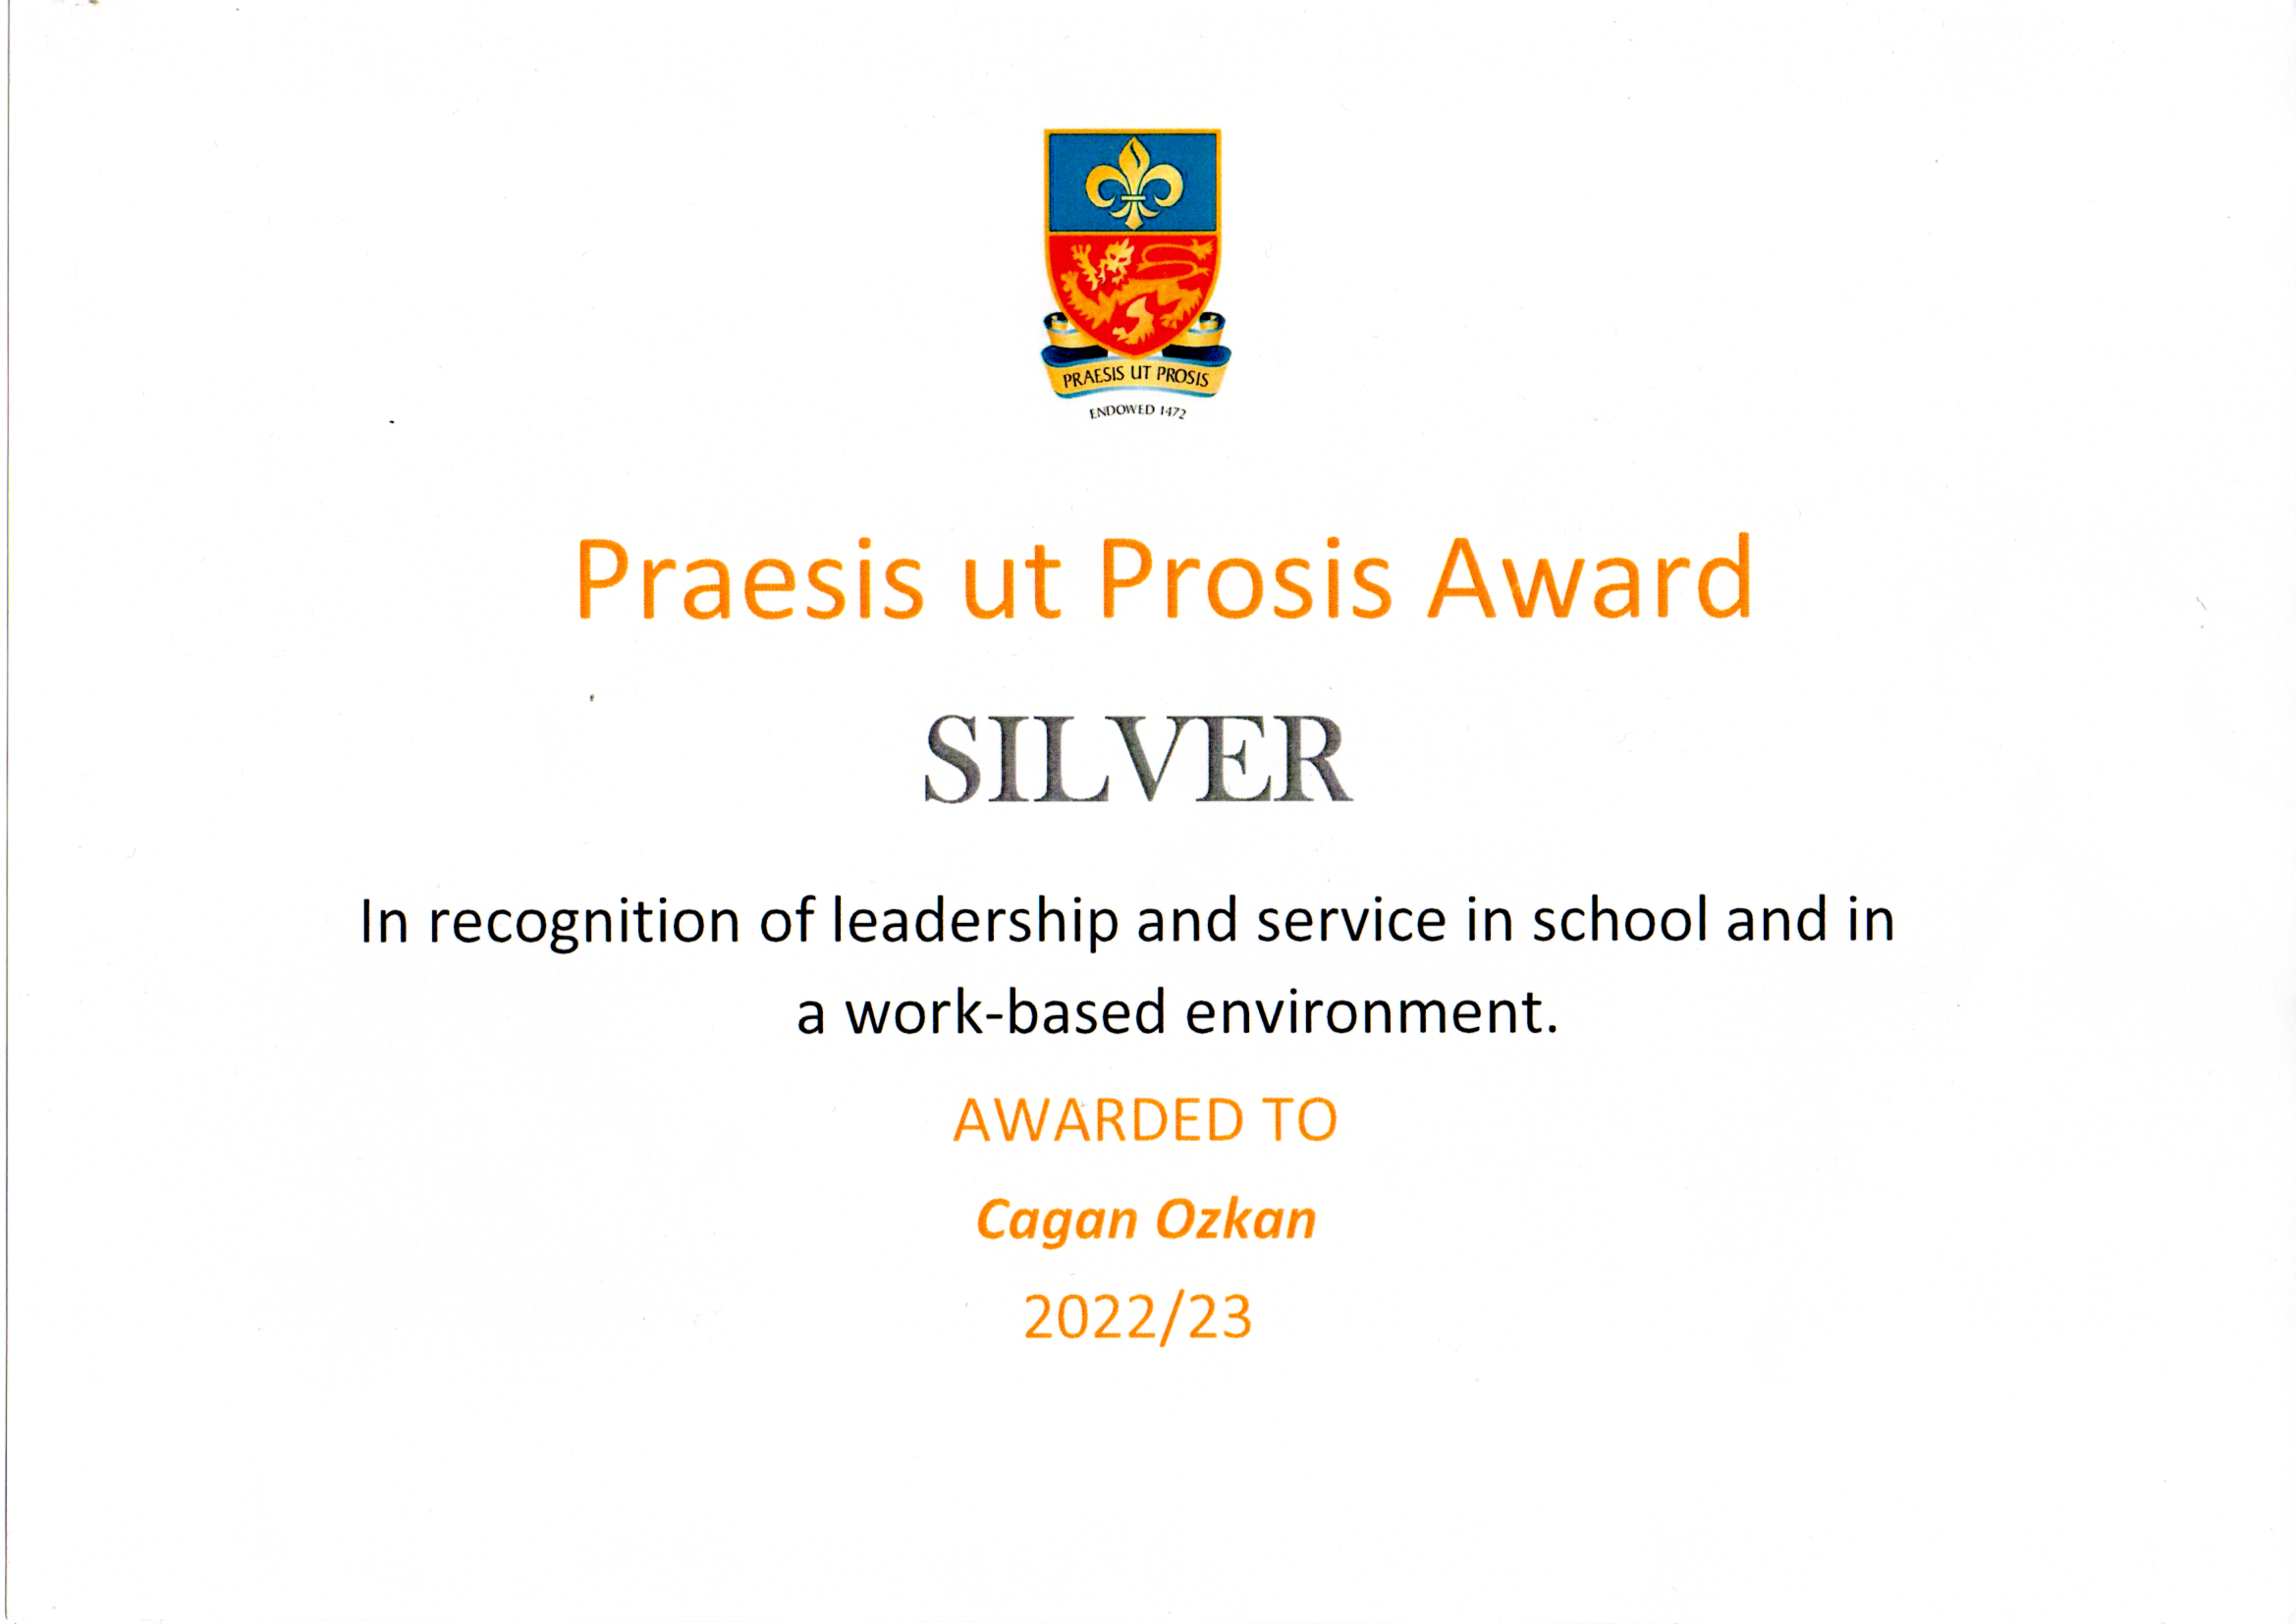 PRAESIS UT PROSIS
ENDOWED 1472
Praesis ut Prosis Award
SILVER
In recognition of leadership and service in school and in
a work-based environment.
AWARDED TO
Cagan Ozkan
2022/23